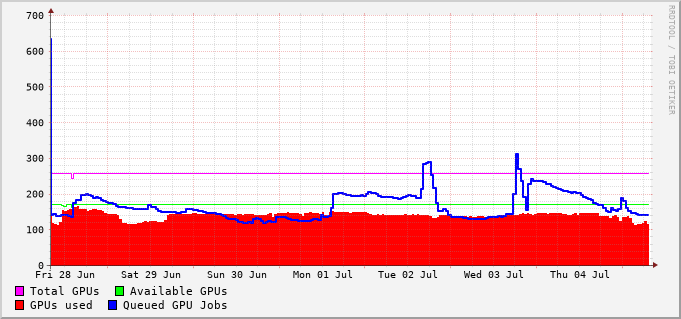 700
600
500
400
300
200
100
0
Fri 28 Jun Sat 29 Jun Sun 30 Jun Mon 01 Jul Tue 02 Jul Wed 03 Jul Thu 04 Jul
Total GPUs Available GPUs
GPUs used Queued GPU Jobs
RRDTOOL / TOBI OETIKER